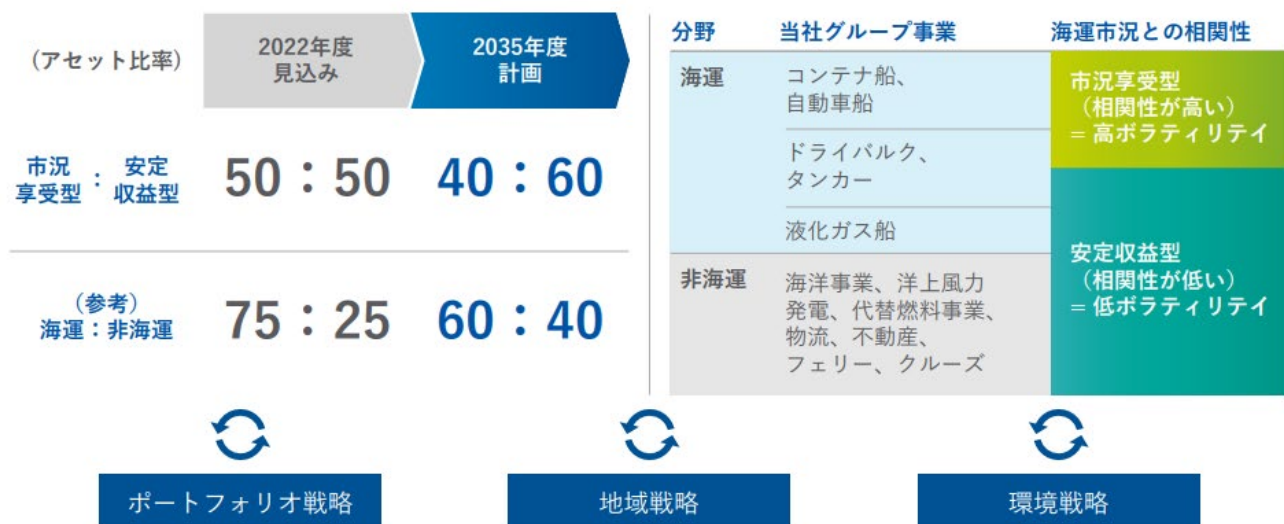 （アセット比率）
2022年度
見込み
2035年度
計画
市況
享受型
：
安定
収益型
50：50
40：60
（参考）
海運：非海運
75：25
60：40
分野
当社グループ事業
海運市況との相関性
海運
コンテナ船、
自動車船
ドライバルク、
タンカー
液化ガス船
非海運
海洋事業、洋上風力
発電、代替燃料事業、
物流、不動産、
フェリー、クルーズ
市況享受型
（相関性が高い）
= 高ボラティリテイ
安定収益型
（相関性が低い）
= 低ボラティリテイ
ポートフォリオ戦略
地域戦略
環境戦略